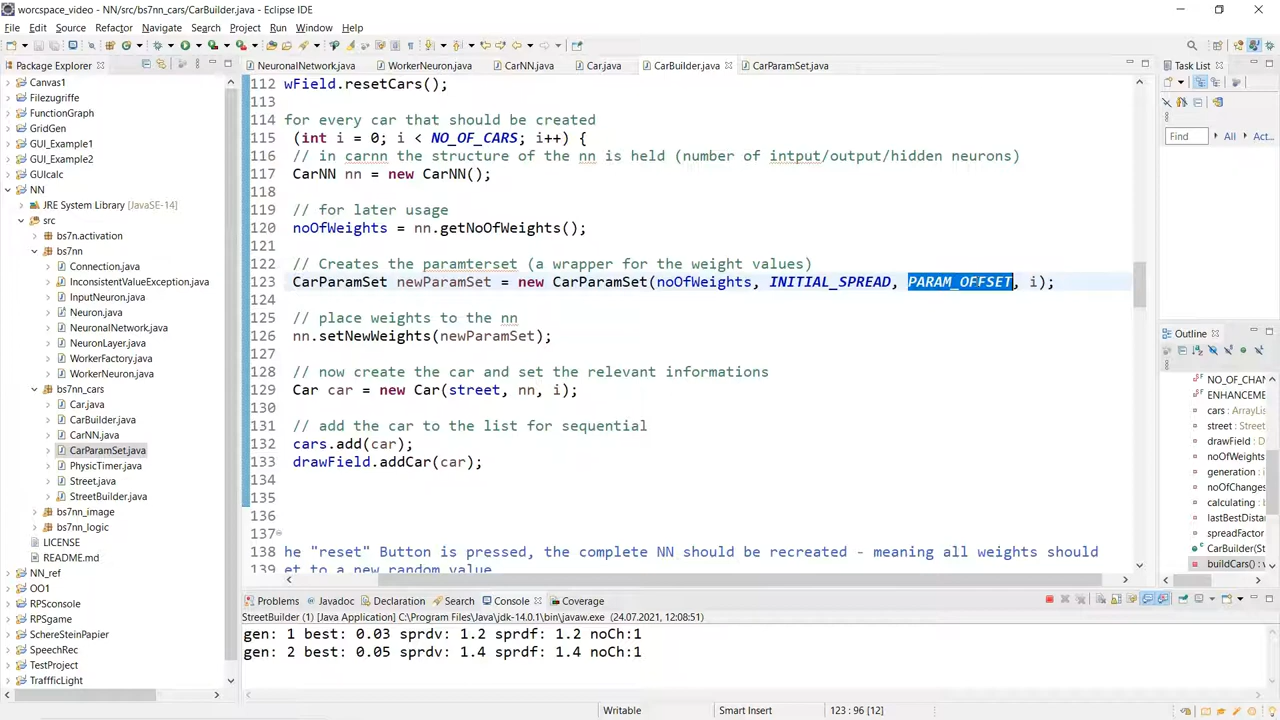 worcspace_video - NN/src/bs7nn_cars/CarBuilder.java - Eclipse IDE
File Edit Source Refactor Navigate Search Project Run Window Help
Package Explorer
Canvas1
Filezugriffe
FunctionGraph
GridGen
GUI_Example1
GUI_Example2
GUIcalc
NN
JRE System Library [JavaSE-14]
src
bs7n.activation
bs7nn
Connection.java
InconsistentValueException.java
InputNeuron.java
Neuron.java
NeuronalNetwork.java
NeuronLayer.java
WorkerFactory.java
WorkerNeuron.java
bs7nn_cars
Car.java
CarBuilder.java
CarNN.java
CarParamSet.java
PhysicTimer.java
Street.java
StreetBuilder.java
bs7nn_image
bs7nn_logic
LICENSE
README.md
NN_ref
OO1
RPSconsole
RPSgame
SchereSteinPapier
SpeechRec
TestProject
TraffficLight
NeuronalNetwork.java WorkerNeuron.java CarNN.java Car.java CarBuilder.java CarParamSet.java
112 wField.resetCars();
113
114 for every car that should be created
115 (int i = 0; i < NO_OF_CARS; i++) {
116 // in carnn the structure of the nn is held (number of intput/output/hidden neurons)
117 CarNN nn = new CarNN();
118
119 // for later usage
120 noOfWeights = nn.getNoOfWeights();
121
122 // Creates the paramterset (a wrapper for the weight values)
123 CarParamSet newParamSet = new CarParamSet(noOfWeights, INITIAL_SPREAD, PARAM_OFFSET, i);
124
125 // place weights to the nn
126 nn.setNewWeights(newParamSet);
127
128 // now create the car and set the relevant informations
129 Car car = new Car(street, nn, i);
130
131 // add the car to the list for sequential
132 cars.add(car);
133 drawField.addCar(car);
134
135
136
137
138 he "reset" Button is pressed, the complete NN should be recreated - meaning all weights should
139 et to a new random value
Task List
Find All Acti...
Outline
NO_OF_CHAN
ENHANCEME
cars : ArrayLi
street : Street
drawField :
noOfWeights
generation :
noOfChanges
calculating :
lastBestDista
spreadFactor
CarBuilder(St
buildCars() : v
Problems Javadoc Declaration Search Console Coverage
StreetBuilder (1) [Java Application] C:\Program Files\Java\jdk-14.0.1\bin\javaw.exe (24.07.2021, 12:08:51)
gen: 1 best: 0.03 sprdv: 1.2 sprdf: 1.2 noCh:1
gen: 2 best: 0.05 sprdv: 1.4 sprdf: 1.4 noCh:1
Writable Smart Insert 123 : 96 [12]